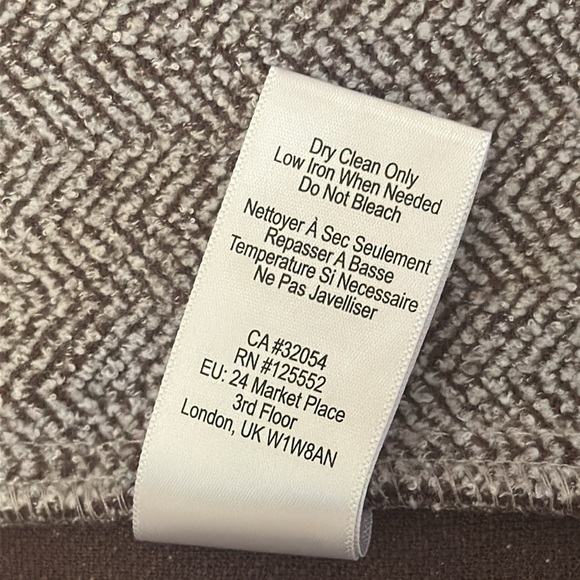 Dry Clean Only
Low Iron When Needed
Do Not Bleach
Nettoyer À Sec Seulement
Repasser A Basse
Temperature Si Necessaire
Ne Pas Javelliser
CA #32054
RN #125552
EU: 24 Market Place
3rd Floor
London, UK W1W8AN